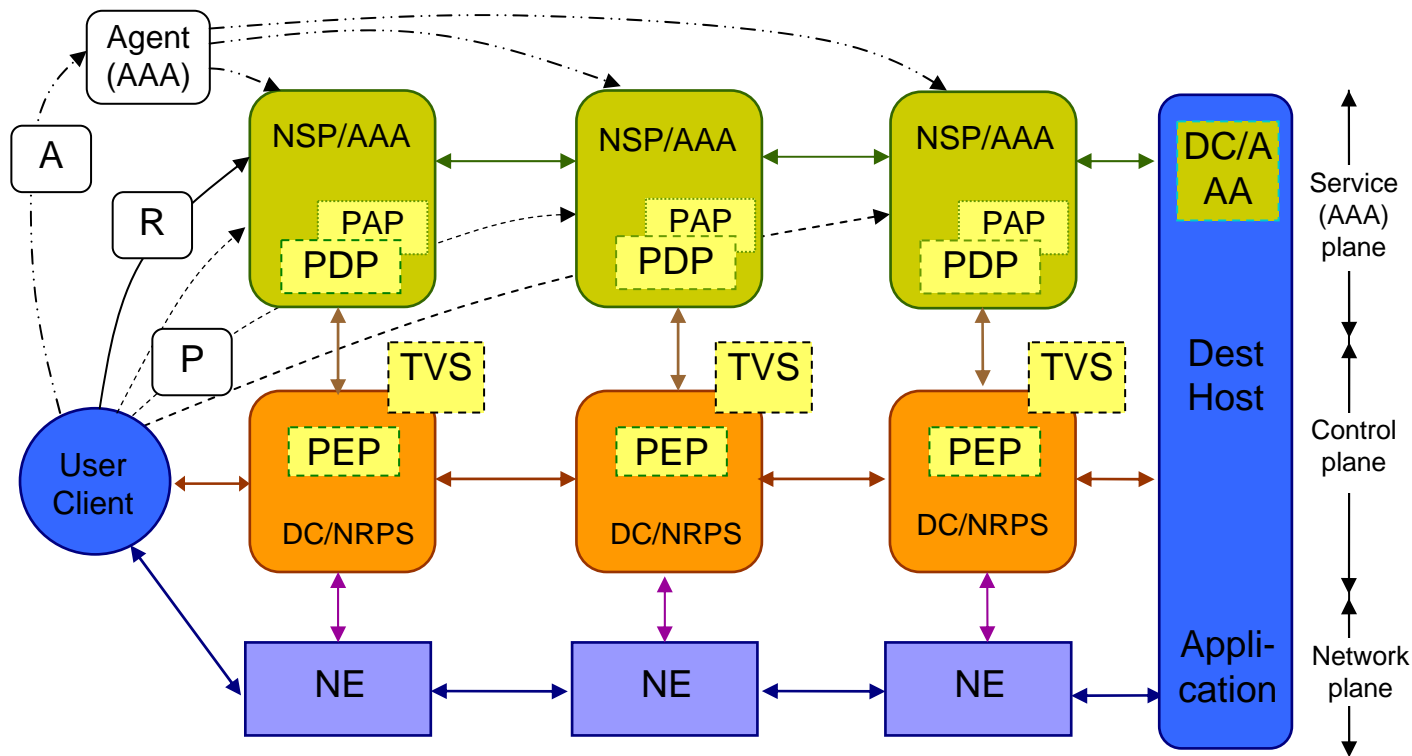 Agent
(AAA)
A
R
P
User
Client
NSP/AAA
PAP
PDP
NSP/AAA
PAP
PDP
NSP/AAA
PAP
PDP
DC/A
AA
TVS
PEP
DC/NRPS
TVS
PEP
DC/NRPS
TVS
PEP
DC/NRPS
Dest
Host
NE
NE
NE
Appli-
cation
Service
(AAA)
plane
Control
plane
Network
plane